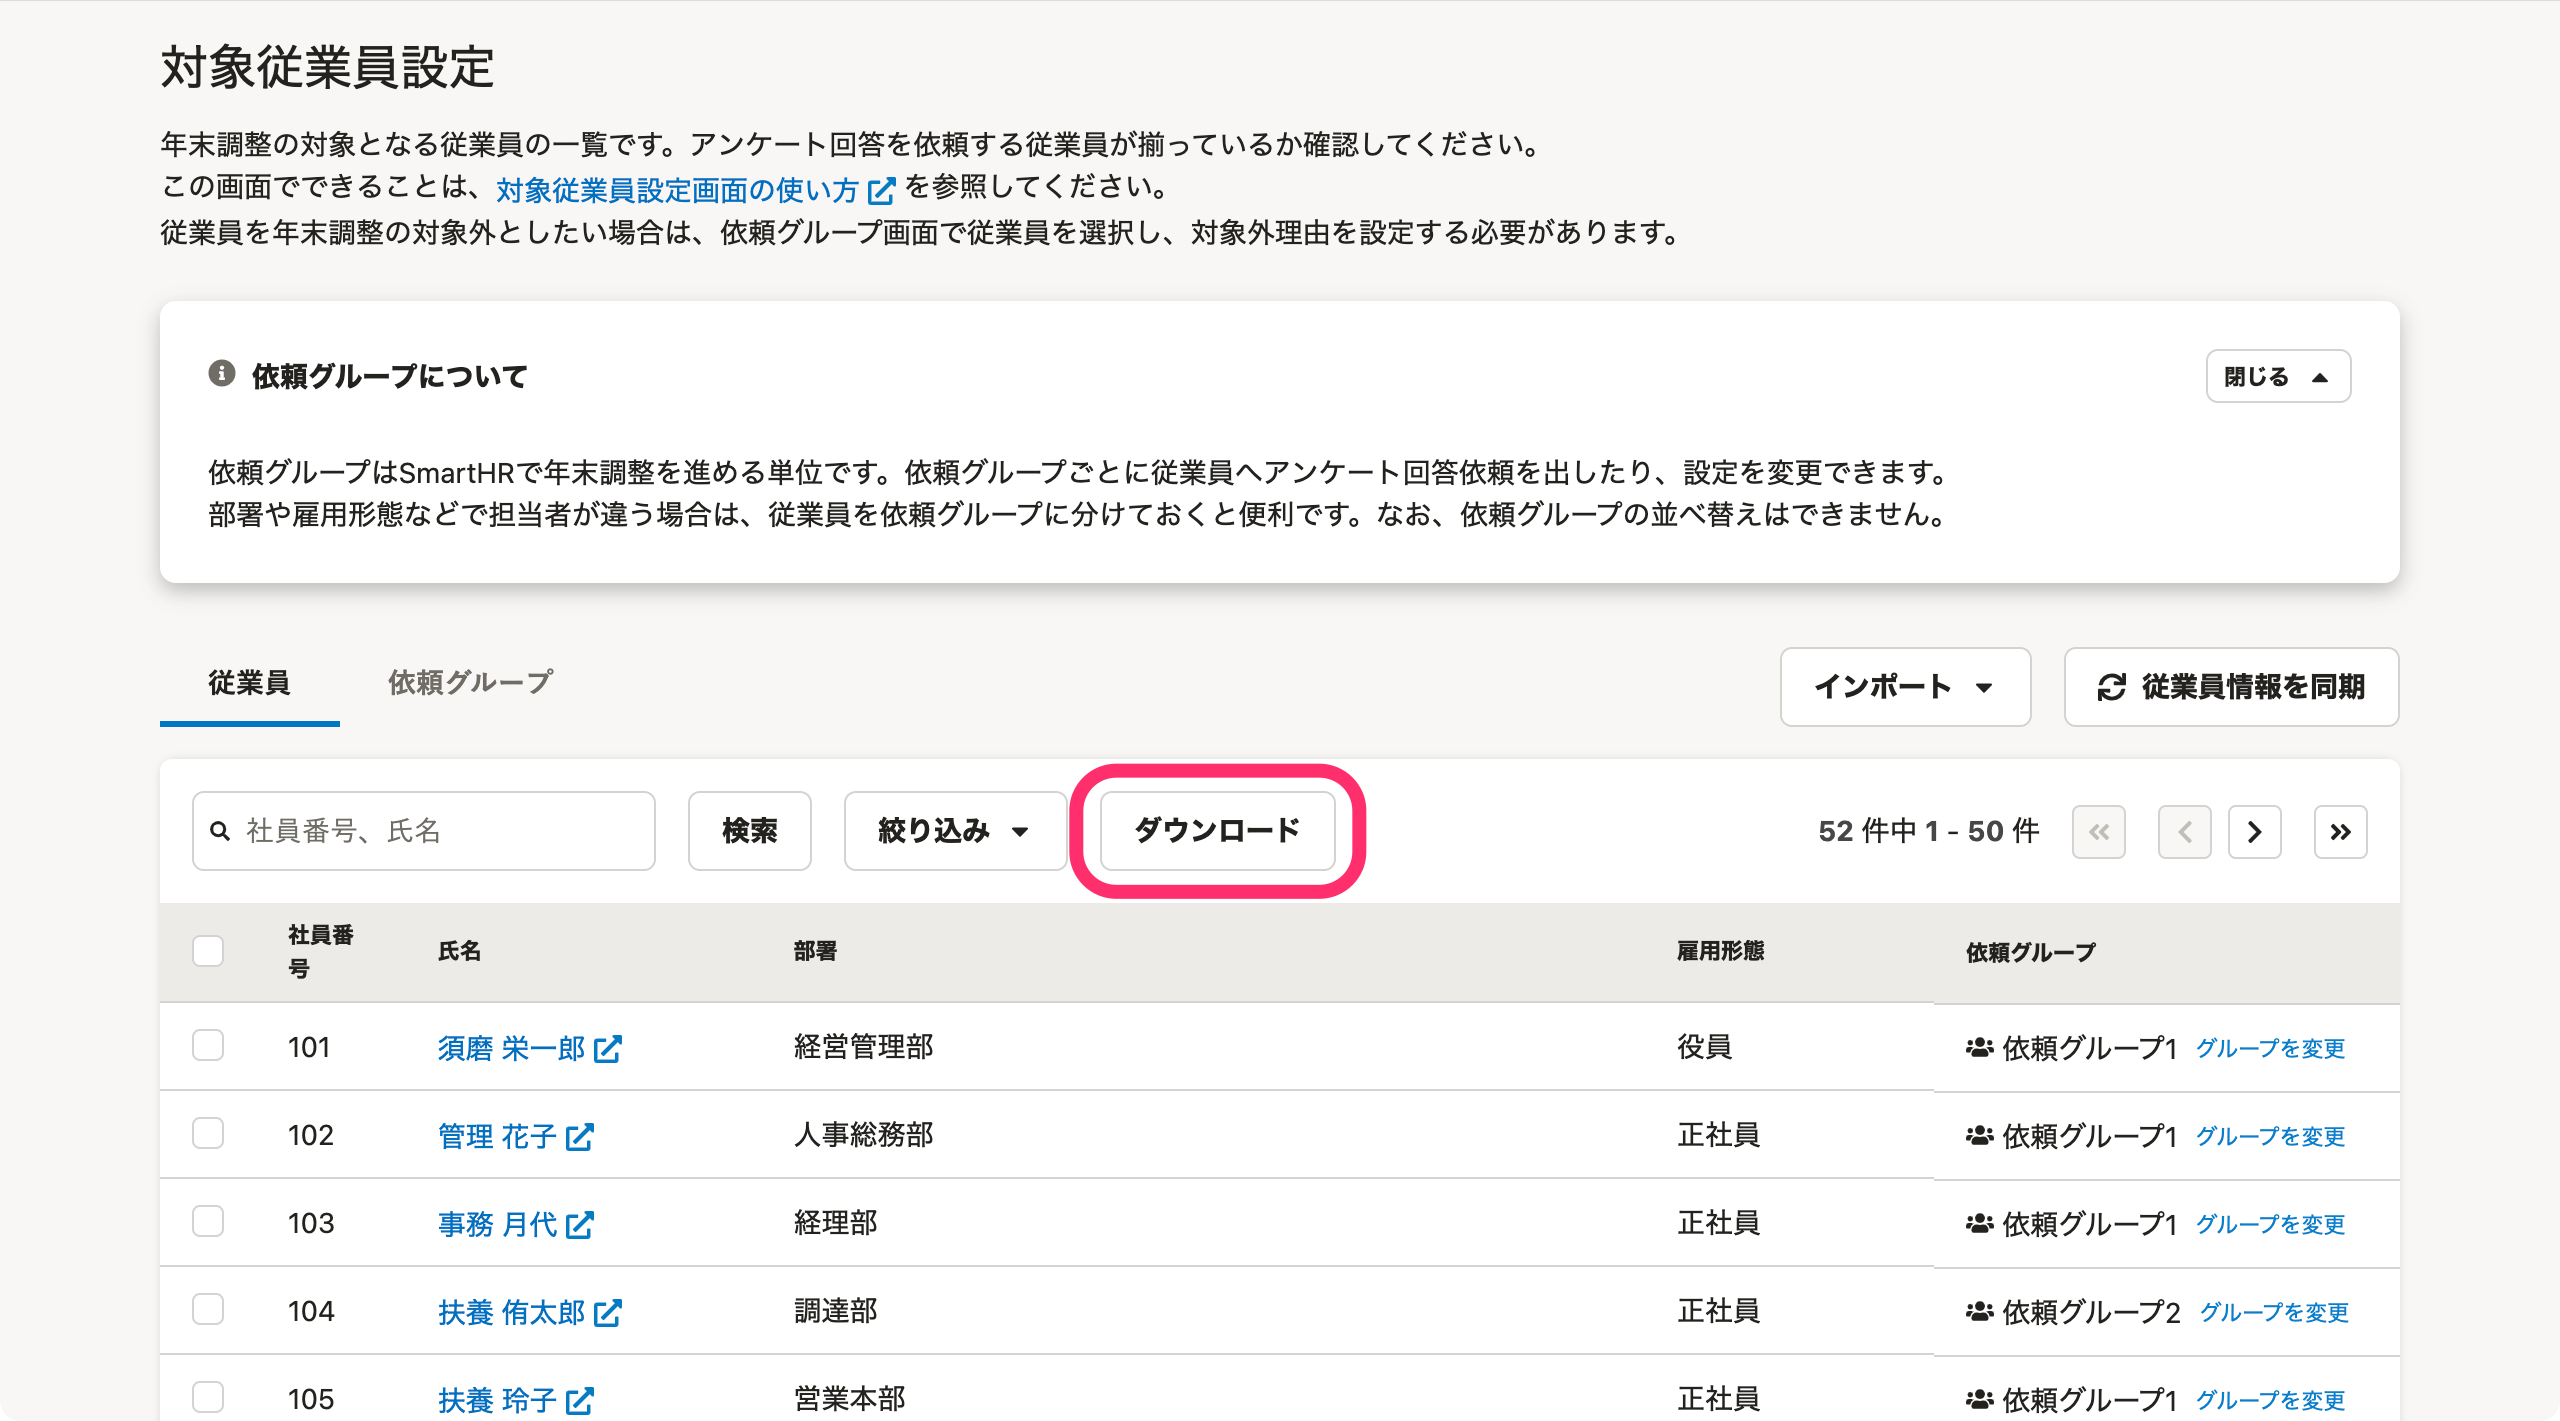 対象従業員設定
年末調整の対象となる従業員の一覧です。アンケート回答を依頼する従業員が揃っているか確認してください。
この画面でできることは、対象従業員設定画面の使い方 を参照してください。
従業員を年末調整の対象外としたい場合は、依頼グループ画面で従業員を選択し、対象外理由を設定する必要があります。
依頼グループについて 閉じる
依頼グループはSmartHRで年末調整を進める単位です。依頼グループごとに従業員へアンケート回答依頼を出したり、設定を変更できます。
部署や雇用形態などで担当者が違う場合は、従業員を依頼グループに分けておくと便利です。なお、依頼グループの並べ替えはできません。
従業員 依頼グループ インポート 従業員情報を同期
社員番号、氏名 検索 絞り込み ダウンロード 52 件中 1 - 50 件
社員番号 氏名 部署 雇用形態 依頼グループ
101 須磨 栄一郎 経営管理部 役員 依頼グループ1 グループを変更
102 管理 花子 人事総務部 正社員 依頼グループ1 グループを変更
103 事務 月代 経理部 正社員 依頼グループ1 グループを変更
104 扶養 侑太郎 調達部 正社員 依頼グループ2 グループを変更
105 扶養 玲子 営業本部 正社員 依頼グループ1 グループを変更